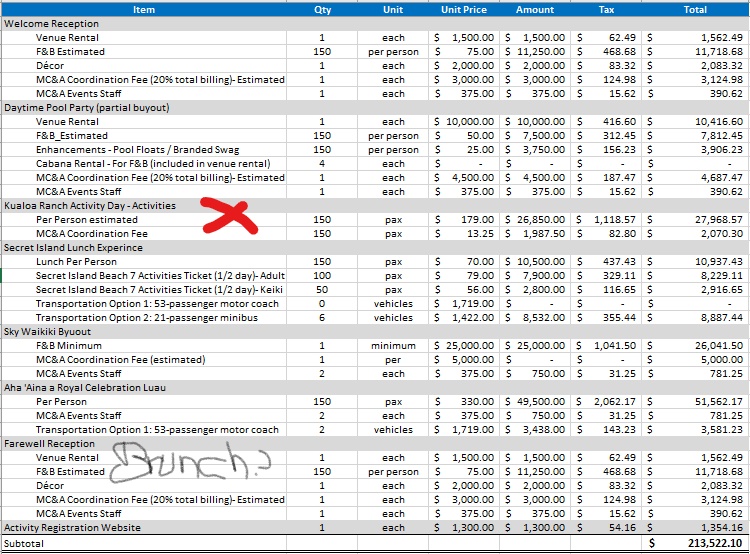 Item Qty Unit Unit Price Amount Tax Total
Welcome Reception
Venue Rental 1 each $ 1,500.00 $ 1,500.00 $ 62.49 $ 1,562.49
F&B Estimated 150 per person $ 75.00 $ 11,250.00 $ 468.68 $ 11,718.68
Décor 1 each $ 2,000.00 $ 2,000.00 $ 83.32 $ 2,083.32
MC&A Coordination Fee (20% total billing)- Estimated 1 each $ 3,000.00 $ 3,000.00 $ 124.98 $ 3,124.98
MC&A Events Staff 1 each $ 375.00 $ 375.00 $ 15.62 $ 390.62
Daytime Pool Party (partial buyout)
Venue Rental 1 each $ 10,000.00 $ 10,000.00 $ 416.60 $ 10,416.60
F&B_Estimated 150 per person $ 50.00 $ 7,500.00 $ 312.45 $ 7,812.45
Enhancements - Pool Floats / Branded Swag 150 per person $ 25.00 $ 3,750.00 $ 156.23 $ 3,906.23
Cabana Rental - For F&B (included in venue rental) 4 each $ - $ - $ - $ -
MC&A Coordination Fee (20% total billing)- Estimated 1 each $ 4,500.00 $ 4,500.00 $ 187.47 $ 4,687.47
MC&A Events Staff 1 each $ 375.00 $ 375.00 $ 15.62 $ 390.62
Kualoa Ranch Activity Day - Activities
Per Person estimated 150 pax $ 179.00 $ 26,850.00 $ 1,118.57 $ 27,968.57
MC&A Coordination Fee 150 pax $ 13.25 $ 1,987.50 $ 82.80 $ 2,070.30
Secret Island Lunch Experince
Lunch Per Person 150 pax $ 70.00 $ 10,500.00 $ 437.43 $ 10,937.43
Secret Island Beach 7 Activities Ticket (1/2 day)- Adult 100 pax $ 79.00 $ 7,900.00 $ 329.11 $ 8,229.11
Secret Island Beach 7 Activities Ticket (1/2 day)- Keiki 50 pax $ 56.00 $ 2,800.00 $ 116.65 $ 2,916.65
Transportation Option 1: 53-passenger motor coach 0 vehicles $ 1,719.00 $ - $ - $ -
Transportation Option 2: 21-passenger minibus 6 vehicles $ 1,422.00 $ 8,532.00 $ 355.44 $ 8,887.44
Sky Waikiki Byuout
F&B Minimum 1 minimum $ 25,000.00 $ 25,000.00 $ 1,041.50 $ 26,041.50
MC&A Coordination Fee (estimated) 1 per $ 5,000.00 $ - $ - $ 5,000.00
MC&A Events Staff 2 each $ 375.00 $ 750.00 $ 31.25 $ 781.25
Aha 'Aina a Royal Celebration Luau
Per Person 150 pax $ 330.00 $ 49,500.00 $ 2,062.17 $ 51,562.17
MC&A Events Staff 2 each $ 375.00 $ 750.00 $ 31.25 $ 781.25
Transportation Option 1: 53-passenger motor coach 2 vehicles $ 1,719.00 $ 3,438.00 $ 143.23 $ 3,581.23
Farewell Reception
Brunch?
Venue Rental 1 each $ 1,500.00 $ 1,500.00 $ 62.49 $ 1,562.49
F&B Estimated 150 per person $ 75.00 $ 11,250.00 $ 468.68 $ 11,718.68
Décor 1 each $ 2,000.00 $ 2,000.00 $ 83.32 $ 2,083.32
MC&A Coordination Fee (20% total billing)- Estimated 1 each $ 3,000.00 $ 3,000.00 $ 124.98 $ 3,124.98
MC&A Events Staff 1 each $ 375.00 $ 375.00 $ 15.62 $ 390.62
Activity Registration Website 1 each $ 1,300.00 $ 1,300.00 $ 54.16 $ 1,354.16
Subtotal $ 213,522.10